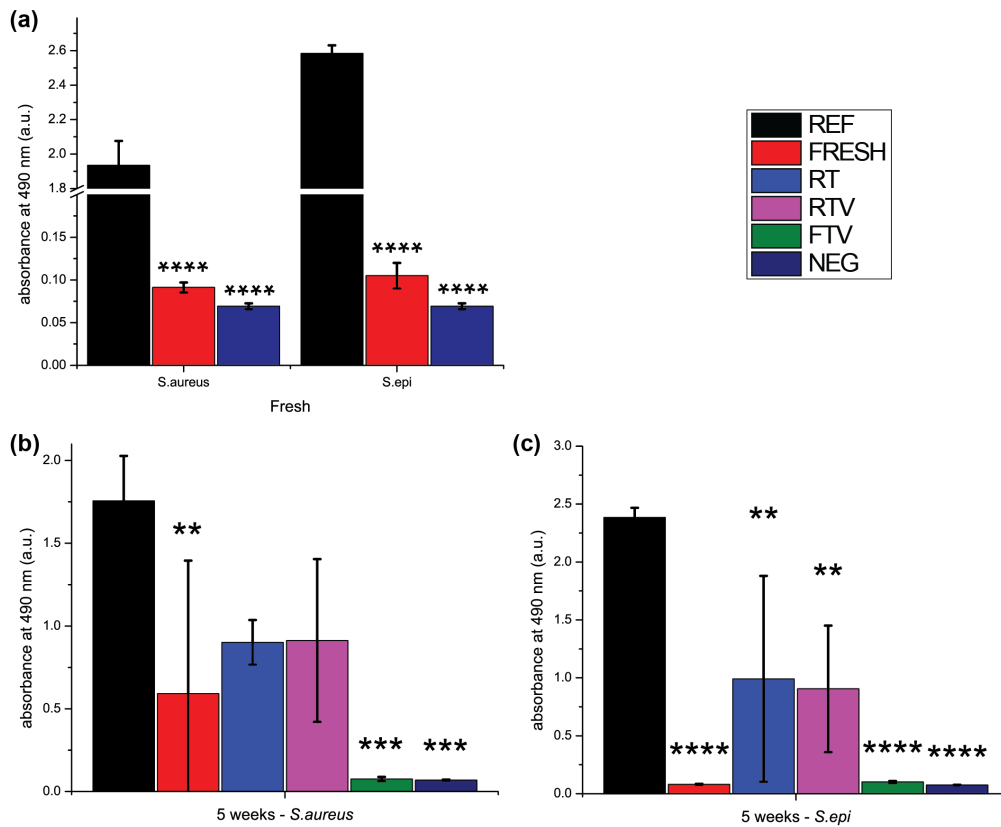 (a)
absorbance at 490 nm (a.u.)
2.6
2.4
2.2
2.0
1.8
0.15
0.10
0.05
0.00
****
****
****
****
S.aureus
S.epi
Fresh
REF
FRESH
RT
RTV
FTV
NEG
(b)
absorbance at 490 nm (a.u.)
2.0
1.5
1.0
0.5
0.0
**
***
***
5 weeks - S.aureus
(c)
absorbance at 490 nm (a.u.)
3.0
2.5
2.0
1.5
1.0
0.5
0.0
****
**
**
****
****
5 weeks - S.epi